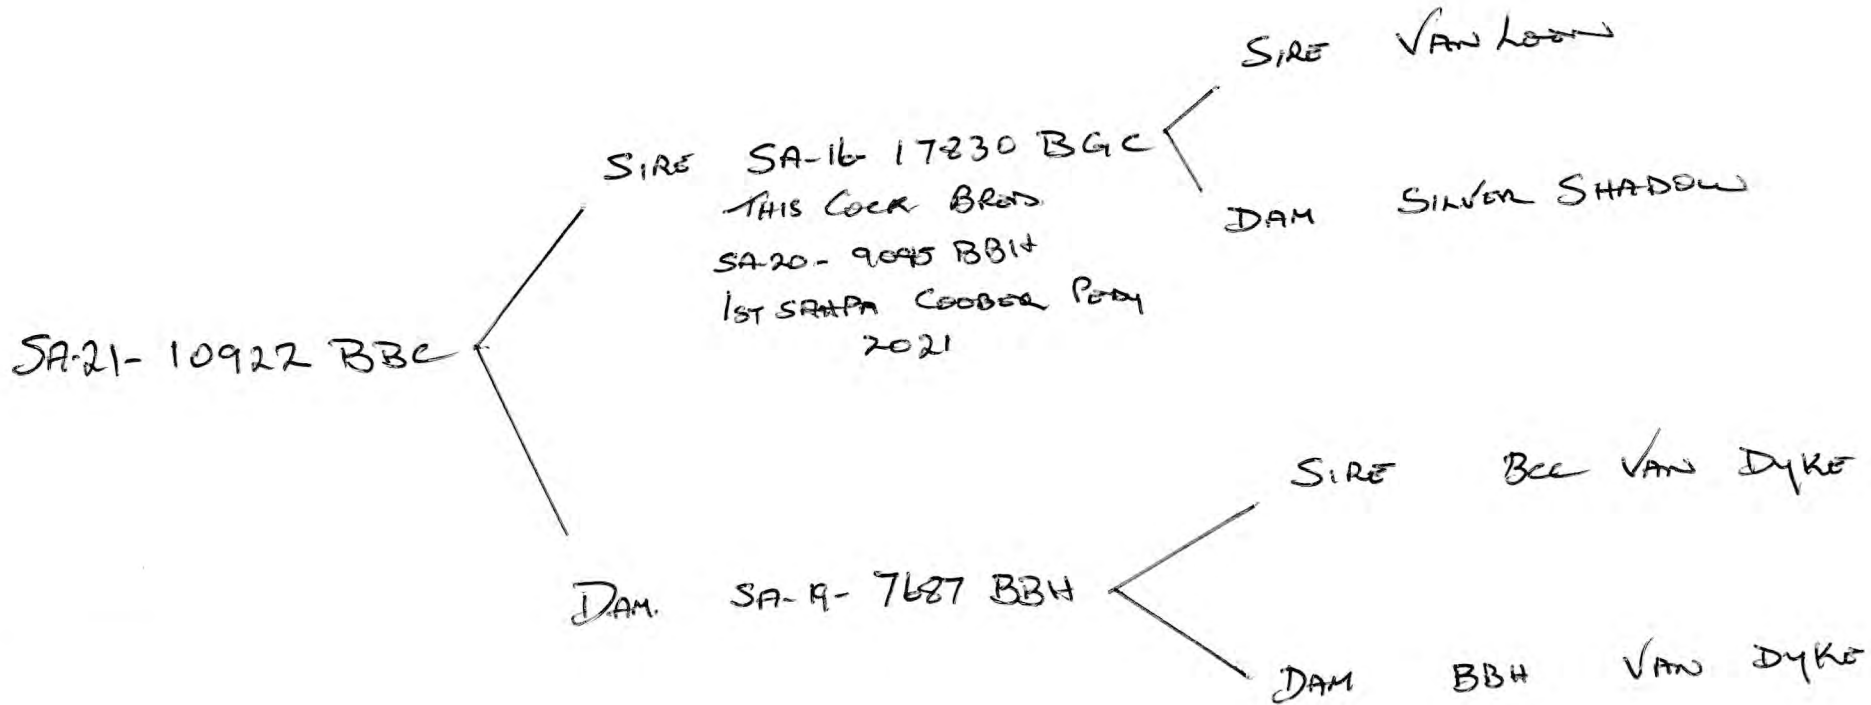 SIRE VAN LOON
SIRE SA-16-17830 BGC
THIS COCK BRED
DAM SILVER SHADOW
SA-20-9095 BBH
1ST SAHPA COOBER PEDY
2021
SA-21-10922 BBC
SIRE BCC VAN DYKE
DAM. SA-19-7687 BBH
DAM BBH VAN DYKE